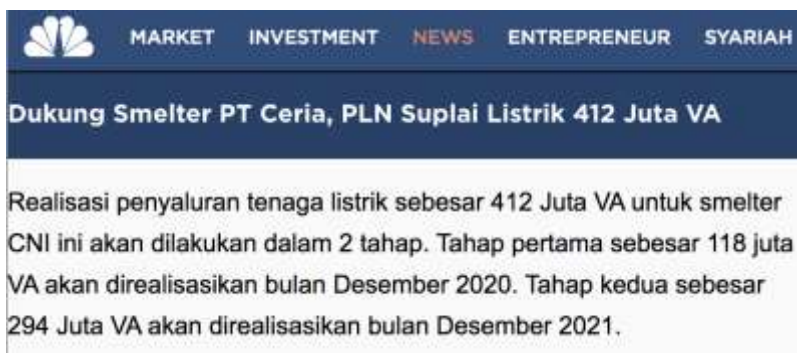 MARKET INVESTMENT NEWS ENTREPRENEUR SYARIAH
Dukung Smelter PT Ceria, PLN Suplai Listrik 412 Juta VA
Realisasi penyaluran tenaga listrik sebesar 412 Juta VA untuk smelter
CNI ini akan dilakukan dalam 2 tahap. Tahap pertama sebesar 118 juta
VA akan direalisasikan bulan Desember 2020. Tahap kedua sebesar
294 Juta VA akan direalisasikan bulan Desember 2021.